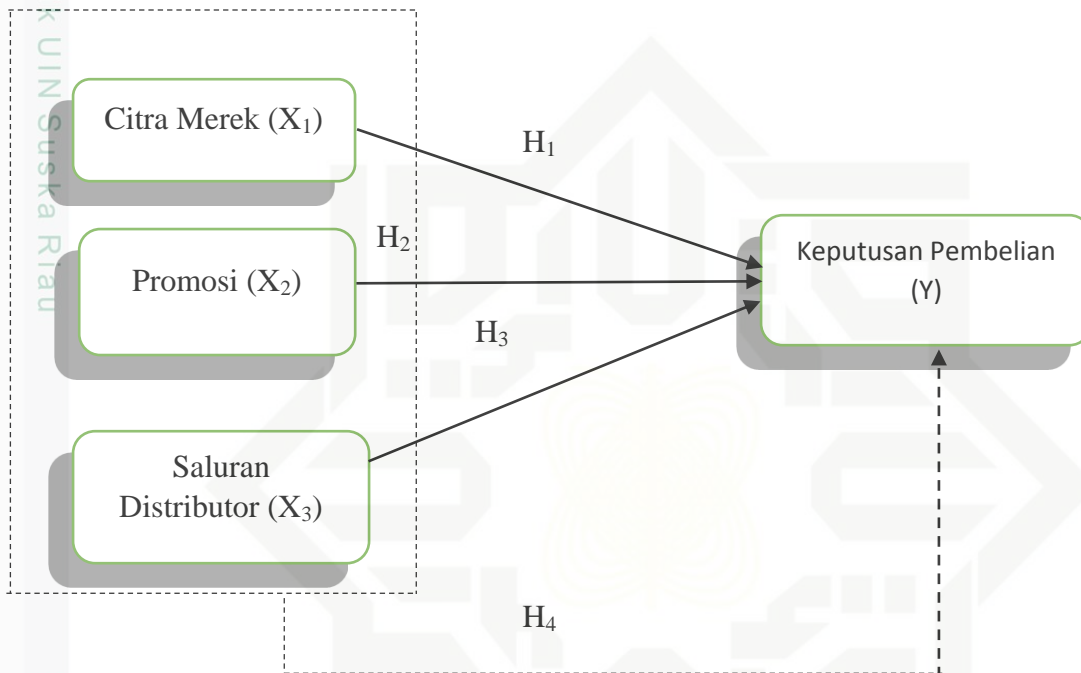 k UIN Suska Riau
Citra Merek (X₁)
H₁
Promosi (X₂)
H₂
Keputusan Pembelian
(Y)
H₃
Saluran
Distributor (X₃)
H₄